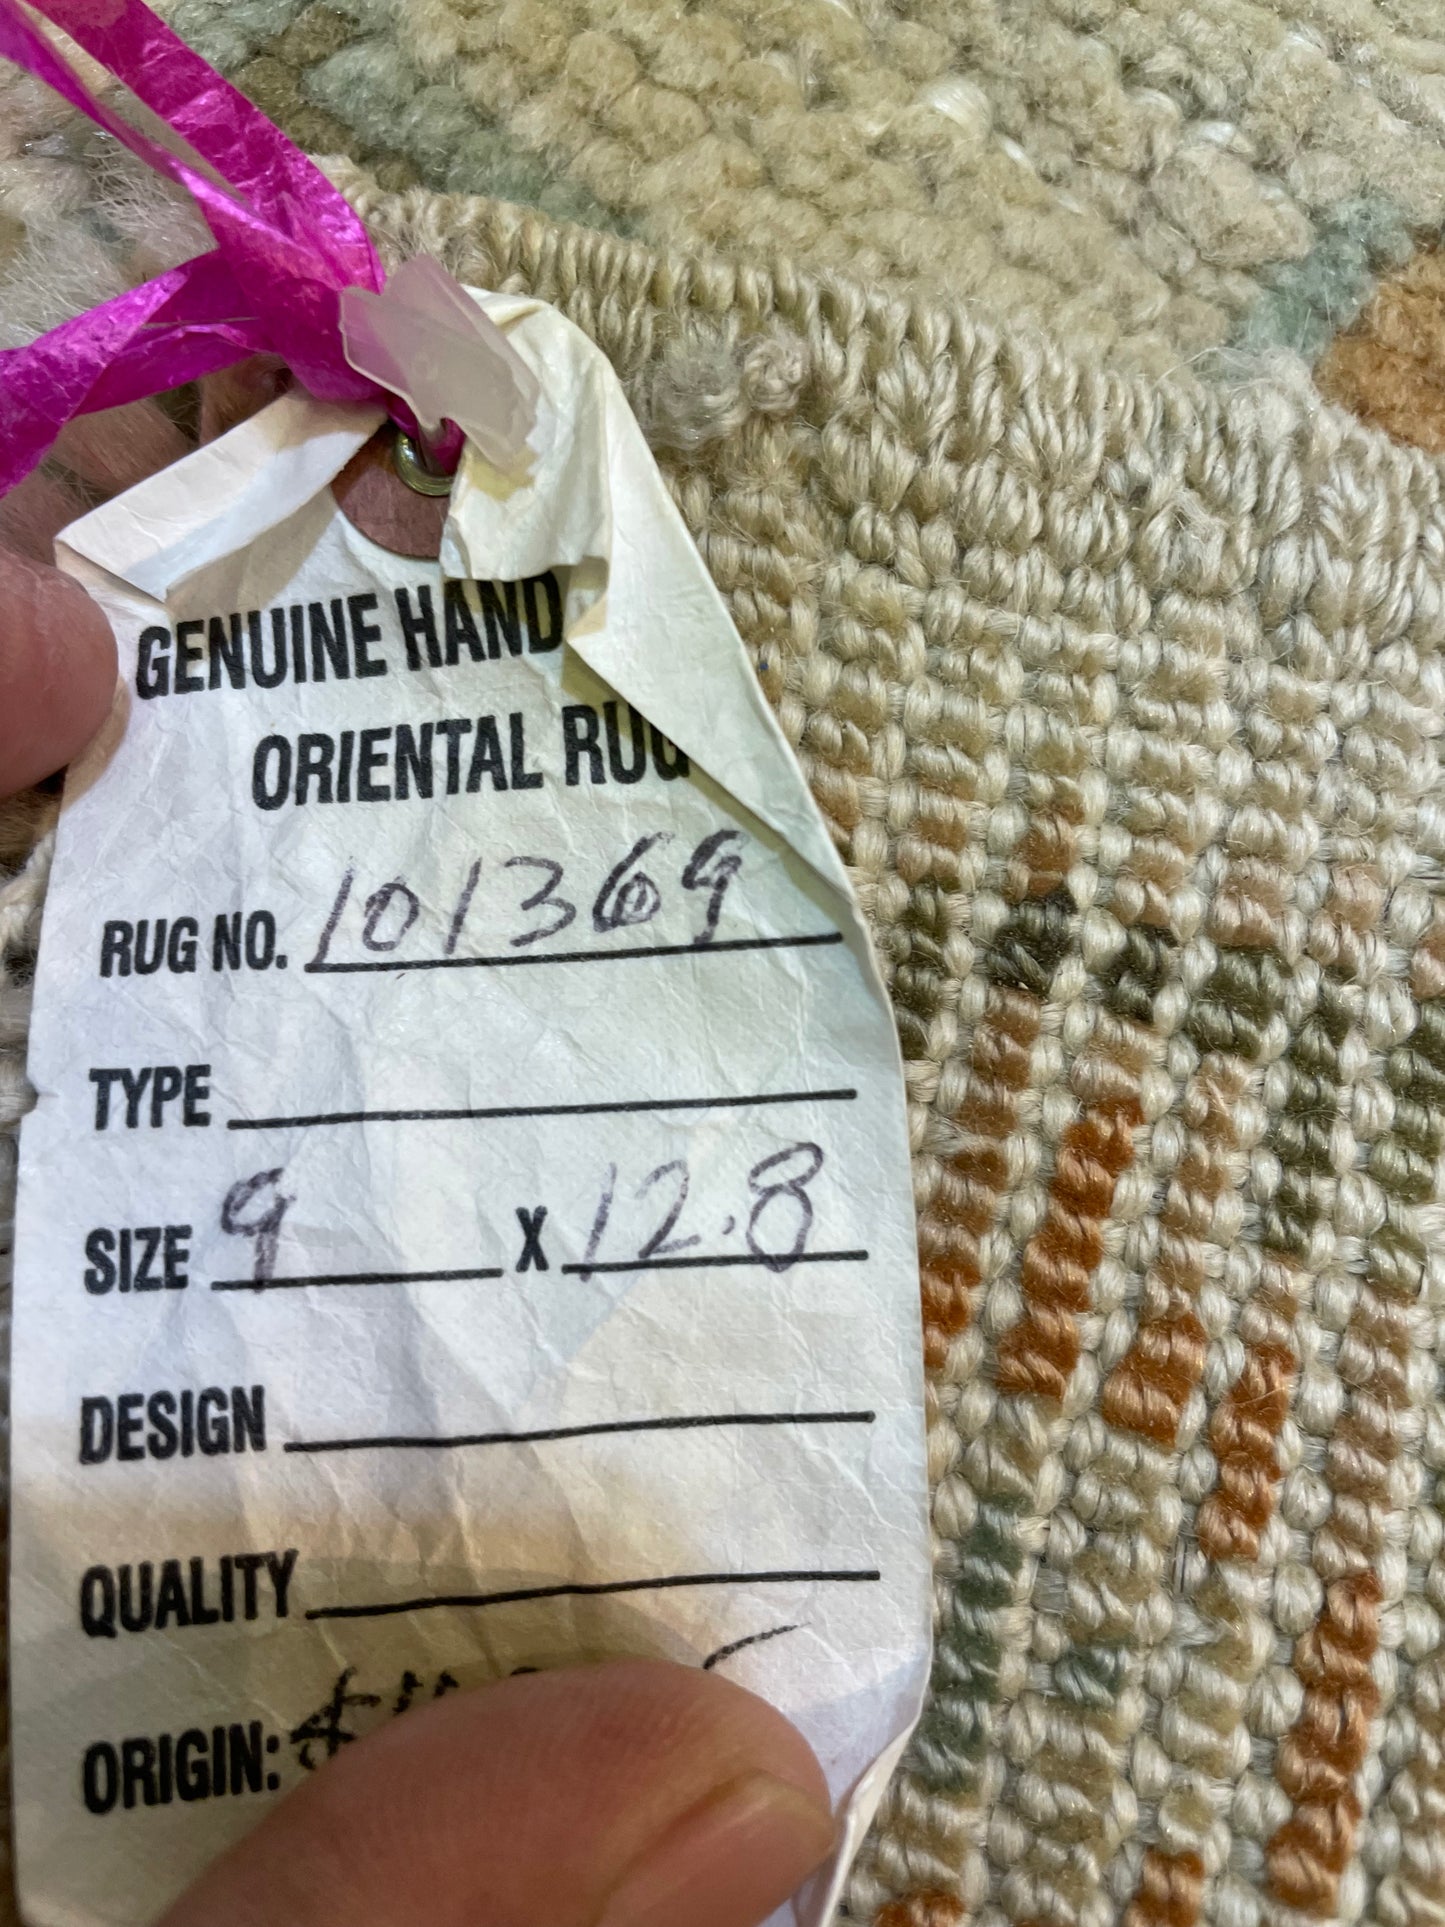 GENUINE HAND
ORIENTAL RUG
RUG NO. 101369
TYPE
SIZE 9 X 12.8
DESIGN
QUALITY
ORIGIN: